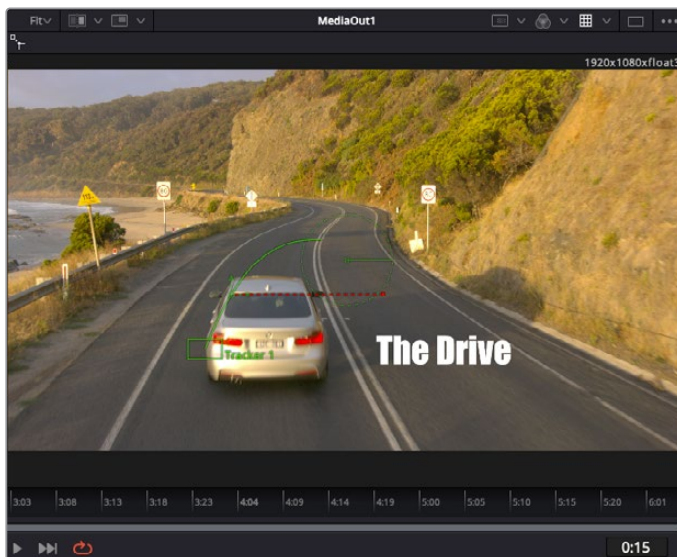 Fit
MediaOut1
1920x1080xfloat3
Tracker 1
The Drive
3:03 3:08 3:13 3:18 3:23 4:04 4:09 4:14 4:19 5:00 5:05 5:10 5:15 5:20 6:01
0:15